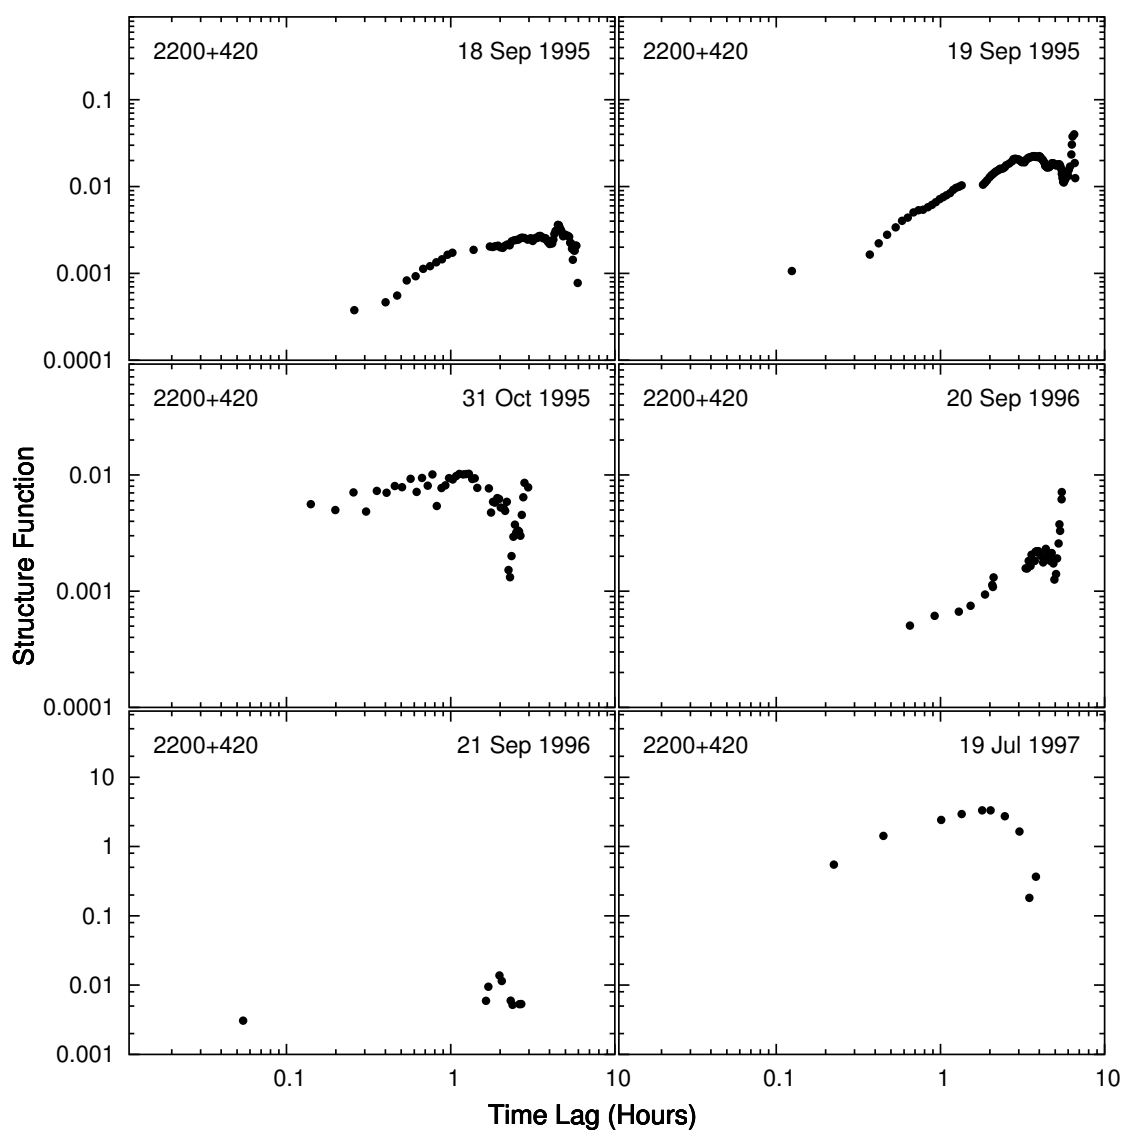 2200+420 18 Sep 1995
2200+420 19 Sep 1995
0.1
0.01
0.001
0.0001
2200+420 31 Oct 1995
2200+420 20 Sep 1996
0.01
0.001
0.0001
Structure Function
2200+420 21 Sep 1996
2200+420 19 Jul 1997
10
1
0.1
0.01
0.001
0.1 1 10 0.1 1 10
Time Lag (Hours)